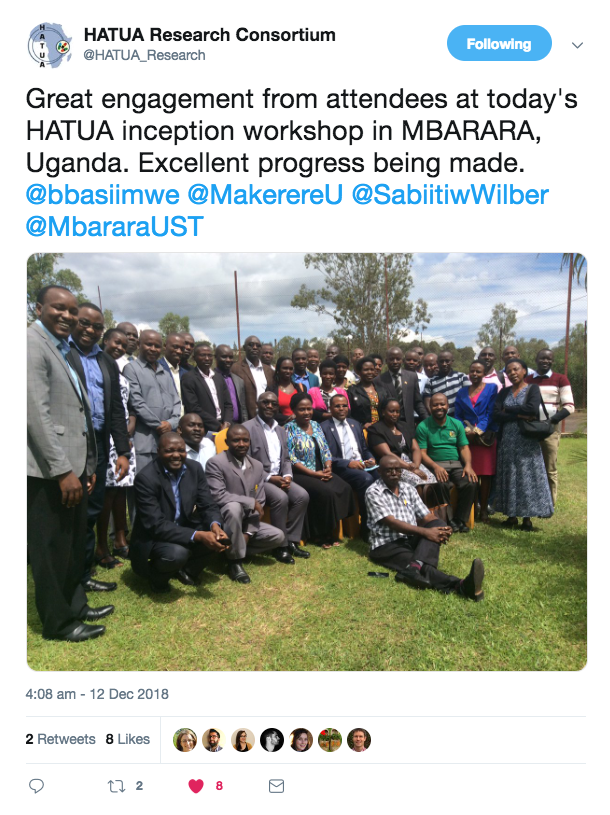 HATUA
HATUA Research Consortium
@HATUA_Research
Following
Great engagement from attendees at today's
HATUA inception workshop in MBARARA,
Uganda. Excellent progress being made.
@bbasiimwe @MakerereU @SabiitiwWilber
@MbararaUST
4:08 am - 12 Dec 2018
2 Retweets 8 Likes
2 8